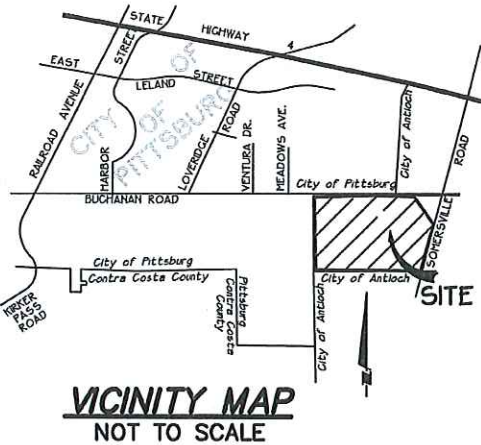 STATE
HIGHWAY
4
EAST
LELAND STREET
RAILROAD AVENUE
HARBOR STREET
CITY OF
PITTSBURG
CITY
OF
LOVERIDGE ROAD
VENTURA DR.
MEADOWS AVE.
City of Antioch
SOMERSVILLE ROAD
City of Pittsburg
BUCHANAN ROAD
City of Pittsburg
Contra Costa County
Pittsburg
Contra Costa
County
City of Antioch
City of Antioch
SITE
KIRKER
PASS
ROAD
VICINITY MAP
NOT TO SCALE